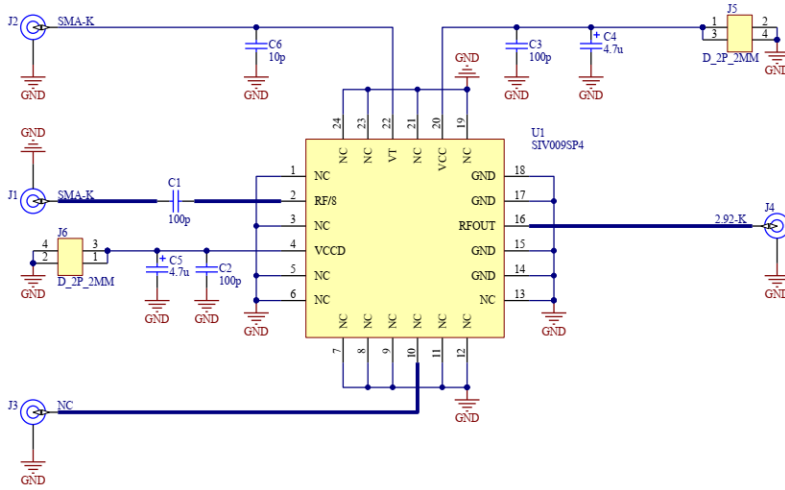 J2
SMA-K
GND
C6
10p
GND
C3
100p
GND
C4
4.7u
GND
J5
1
3
2
4
D_2P_2MM
GND
GND
24
23
22
21
20
19
NC
NC
VT
NC
VCC
NC
U1
SIV009SP4
GND
J1
SMA-K
C1
100p
1
NC
2
RF/8
3
NC
4
VCCD
5
NC
6
NC
GND
18
GND
17
RFOUT
16
GND
15
GND
14
NC
13
2.92-K
J4
GND
J6
4
2
3
1
D_2P_2MM
GND
C5
4.7u
GND
C2
100p
GND
GND
GND
NC
NC
NC
NC
NC
NC
7
8
9
10
11
12
GND
J3
NC
GND